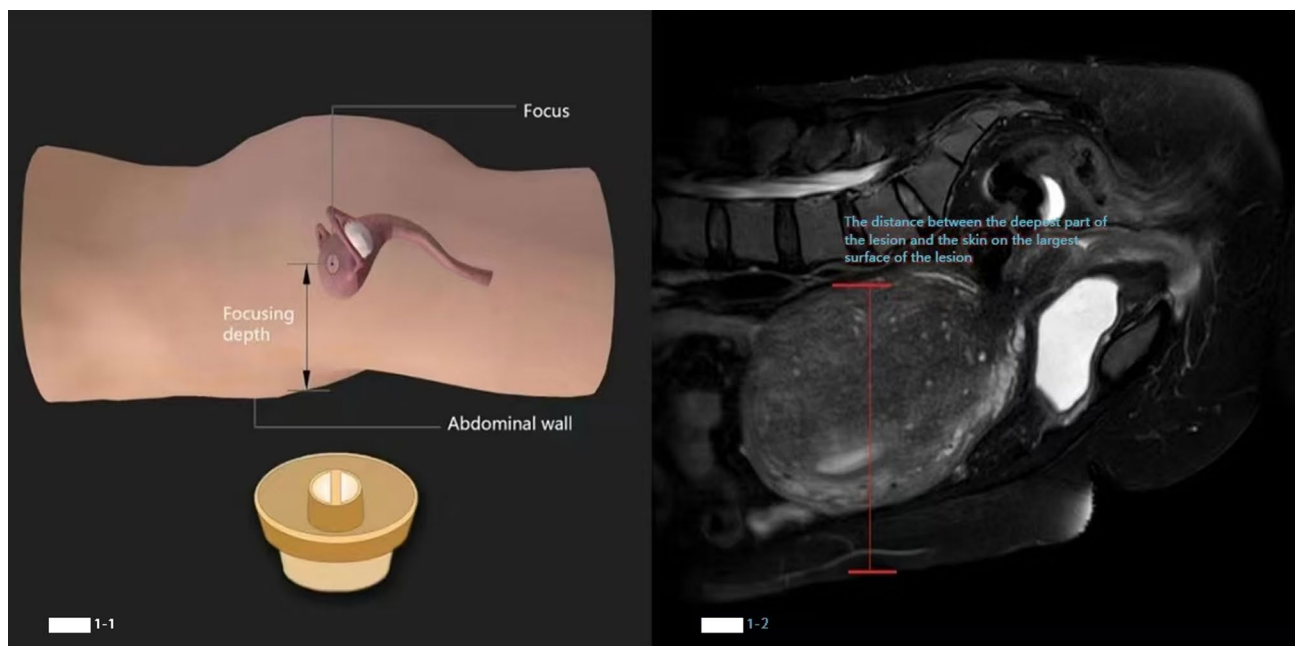 Focus
Focusing
depth
Abdominal wall
1-1
The distance between the deepest part of
the lesion and the skin on the largest
surface of the lesion
1-2